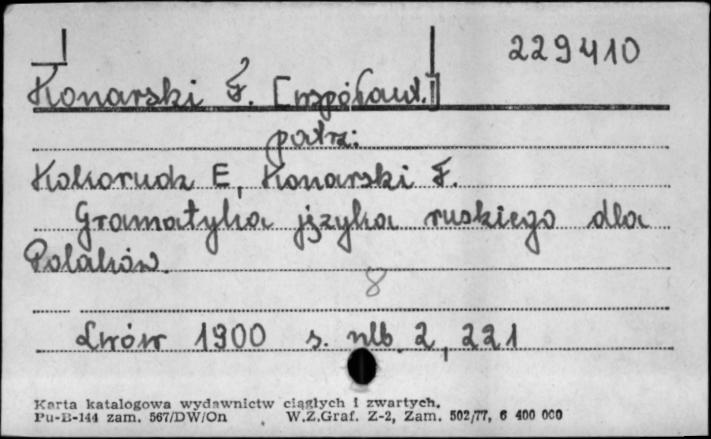 229410
Konarski F. [współaut.]
patrz:
Kokorudz E, Konarski F.
Gramatyka języka ruskiego dla
Polaków.
8
Lwów 1900 s. nlb. 2, 221
Karta katalogowa wydawnictw ciągłych i zwartych.
Pu-B-144 zam. 567/DW/On W.Z.Graf. Z-2, Zam. 502/77, 6 400 000